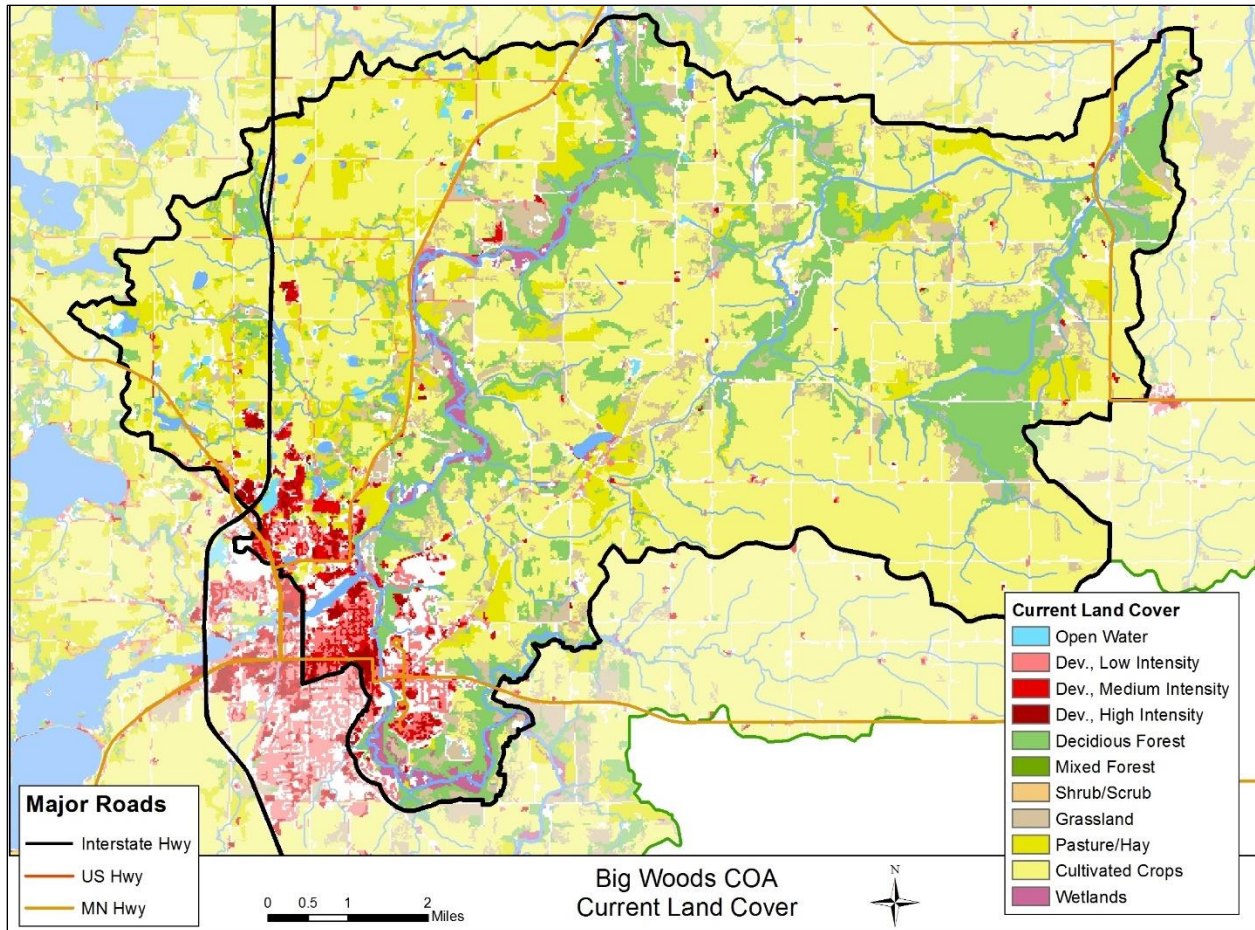 Current Land Cover
Open Water
Dev., Low Intensity
Dev., Medium Intensity
Dev., High Intensity
Decidious Forest
Mixed Forest
Shrub/Scrub
Grassland
Pasture/Hay
Cultivated Crops
Wetlands
Major Roads
Interstate Hwy
US Hwy
MN Hwy
0 0.5 1 2
Miles
Big Woods COA
Current Land Cover
N